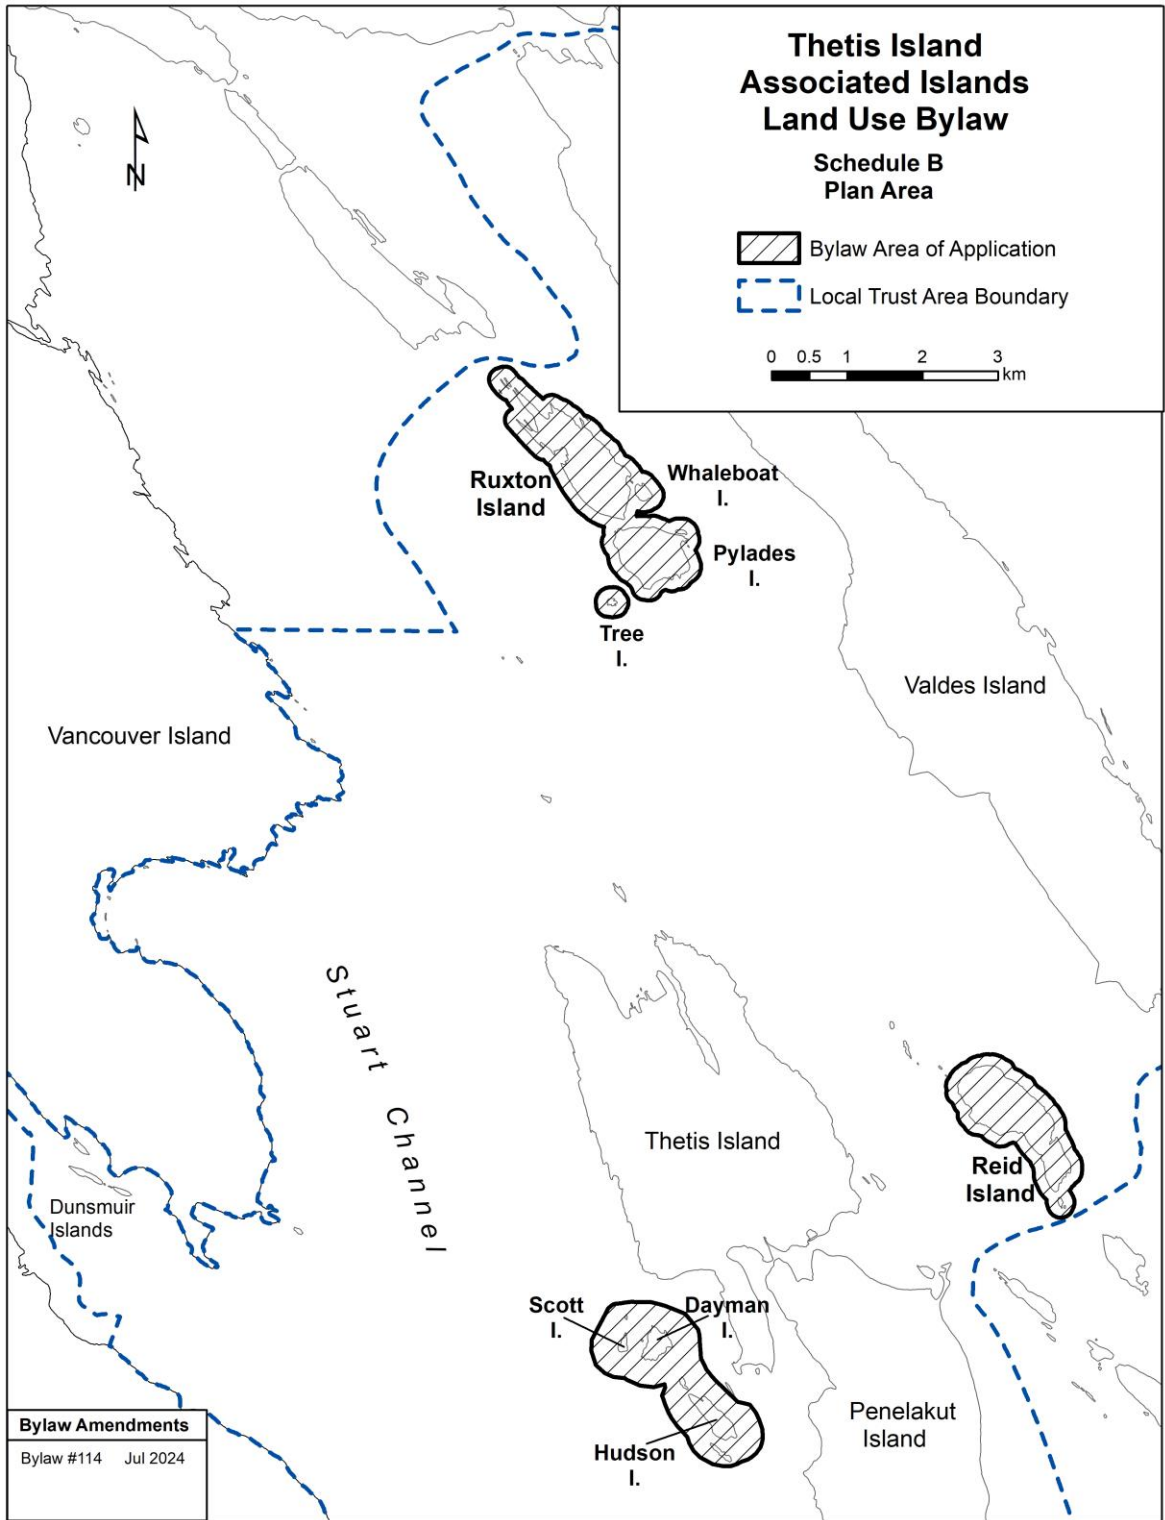 Thetis Island
Associated Islands
Land Use Bylaw
Schedule B
Plan Area
Bylaw Area of Application
Local Trust Area Boundary
0 0.5 1 2 3
km
N
Ruxton
Island
Whaleboat
I.
Pylades
I.
Tree
I.
Valdes Island
Vancouver Island
Stuart Channel
Thetis Island
Reid
Island
Dunsmuir
Islands
Scott
I.
Dayman
I.
Hudson
I.
Penelakut
Island
Bylaw Amendments
Bylaw #114 Jul 2024